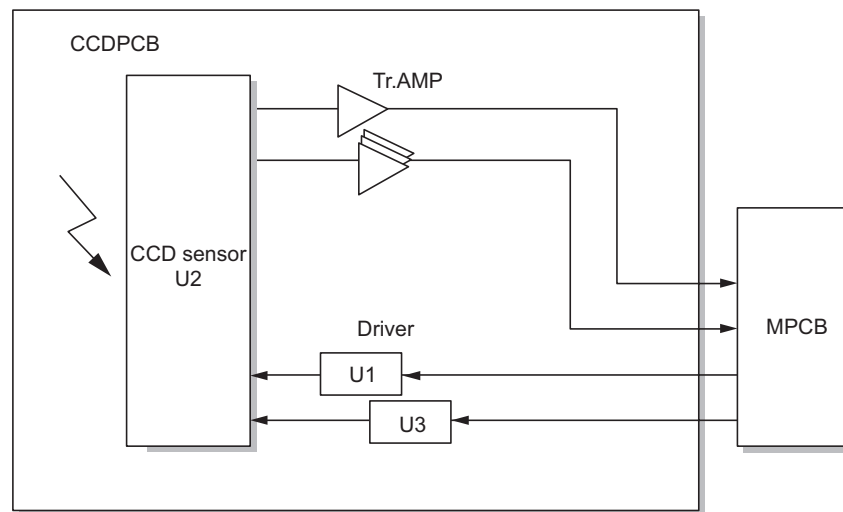 CCDPCB
Tr.AMP
CCD sensor
U2
Driver
U1
U3
MPCB